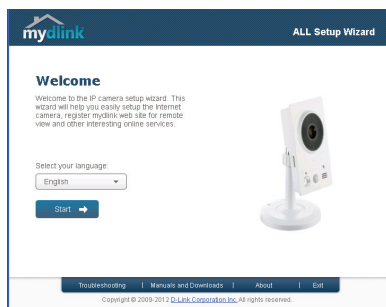 mydlink
ALL Setup Wizard
Welcome
Welcome to the IP camera setup wizard. This
wizard will help you easily setup the Internet
camera, register mydlink web site for remote
view and other interesting online services
Select your language:
English
Start
Troubleshooting | Manuals and Downloads | About | Exit
Copyright © 2009-2012 D-Link Corporation Inc. All rights reserved.